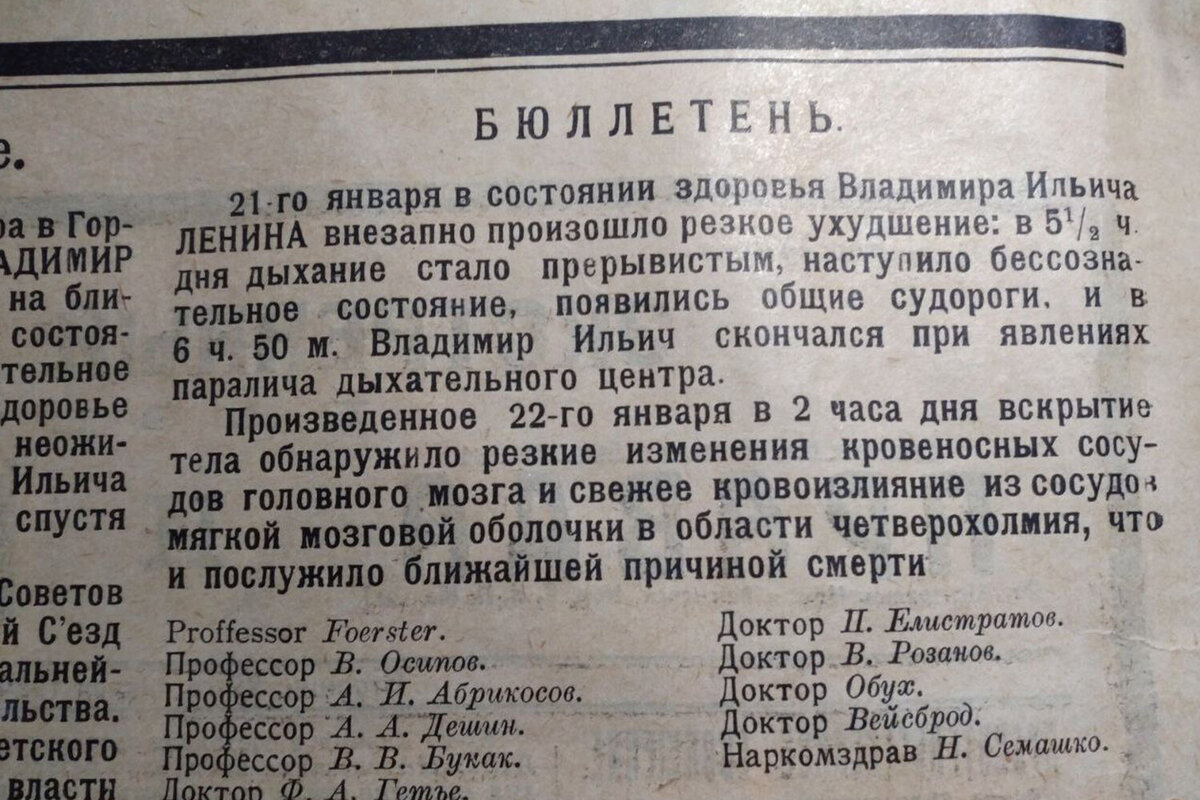 е.
ра в Гор-
АДИМИР
на бли-
состоя-
тельное
доровье
неожи-
Ильича
спустя
Советов
й С'езд
альней-
льства.
етского
власти
БЮЛЛЕТЕНЬ.
21-го января в состоянии здоровья Владимира Ильича
ЛЕНИНА внезапно произошло резкое ухудшение: в 5½ ч.
дня дыхание стало прерывистым, наступило бессозна-
тельное состояние, появились общие судороги, и в
6 ч. 50 м. Владимир Ильич скончался при явлениях
паралича дыхательного центра.
Произведенное 22-го января в 2 часа дня вскрытие
тела обнаружило резкие изменения кровеносных сосу-
дов головного мозга и свежее кровоизлияние из сосудов
мягкой мозговой оболочки в области четверохолмия, что
и послужило ближайшей причиной смерти
Proffessor Foerster.
Профессор В. Осипов.
Профессор А. И. Абрикосов.
Профессор А. А. Дешин.
Профессор В. В. Букак.
Доктор Ф. А. Гетье.
Доктор П. Елистратов.
Доктор В. Розанов.
Доктор Обух.
Доктор Вейсброд.
Наркомздрав Н. Семашко.